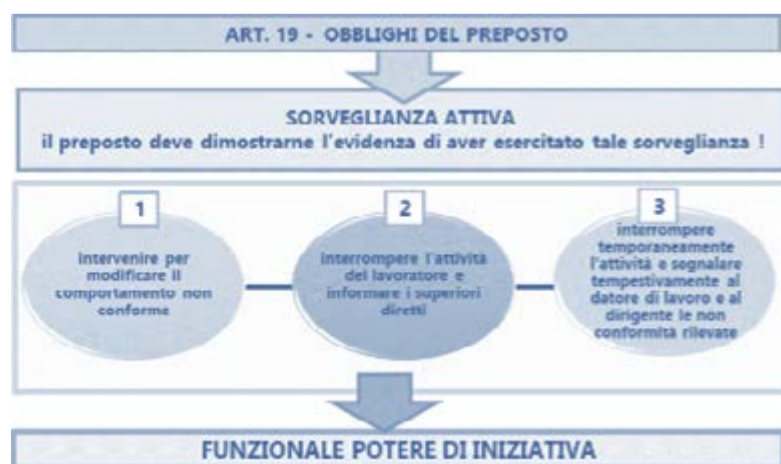 ART. 19 - OBBLIGHI DEL PREPOSTO
SORVEGLIANZA ATTIVA
il preposto deve dimostrarne l'evidenza di aver esercitato tale sorveglianza !
1
intervenire per
modificare il
comportamento non
conforme
2
interrompere l'attività
del lavoratore e
informare i superiori
diretti
3
interrompere
temporaneamente
l'attività e segnalare
tempestivamente al
datore di lavoro e al
dirigente le non
conformità rilevate
FUNZIONALE POTERE DI INIZIATIVA